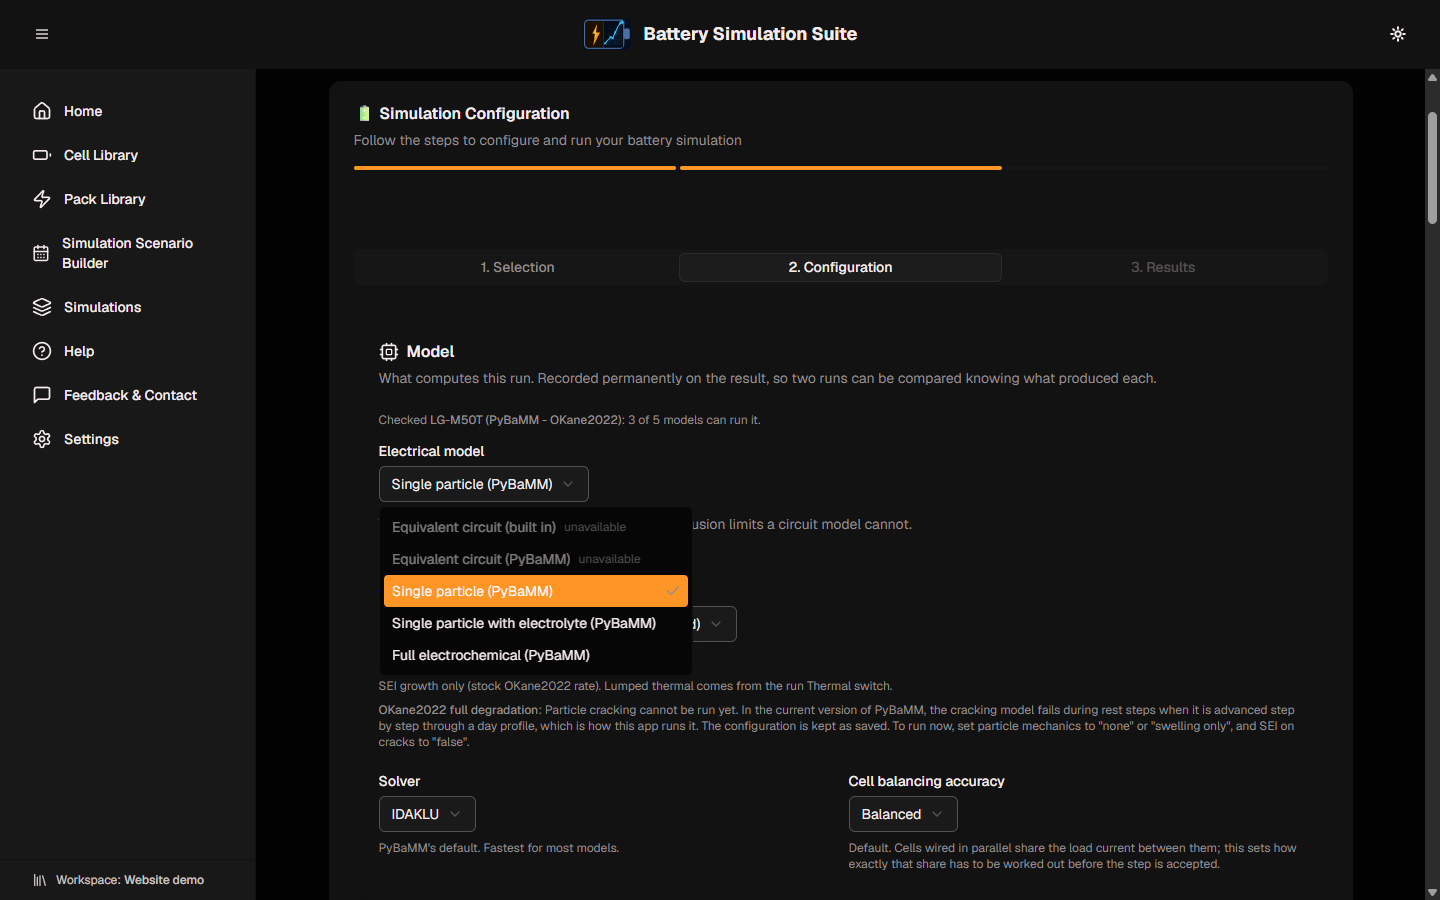 Battery Simulation Suite
Home
Cell Library
Pack Library
Simulation Scenario
Builder
Simulations
Help
Feedback & Contact
Settings
Workspace: Website demo
Simulation Configuration
Follow the steps to configure and run your battery simulation
1. Selection
2. Configuration
3. Results
Model
What computes this run. Recorded permanently on the result, so two runs can be compared knowing what produced each.
Checked LG-M50T (PyBaMM - OKane2022): 3 of 5 models can run it.
Electrical model
Single particle (PyBaMM)
Equivalent circuit (built in) unavailable
usion limits a circuit model cannot.
Equivalent circuit (PyBaMM) unavailable
Single particle (PyBaMM)
Single particle with electrolyte (PyBaMM)
d)
Full electrochemical (PyBaMM)
SEI growth only (stock OKane2022 rate). Lumped thermal comes from the run Thermal switch.
OKane2022 full degradation: Particle cracking cannot be run yet. In the current version of PyBaMM, the cracking model fails during rest steps when it is advanced step
by step through a day profile, which is how this app runs it. The configuration is kept as saved. To run now, set particle mechanics to "none" or "swelling only", and SEI on
cracks to "false".
Solver
IDAKLU
PyBaMM's default. Fastest for most models.
Cell balancing accuracy
Balanced
Default. Cells wired in parallel share the load current between them; this sets how
exactly that share has to be worked out before the step is accepted.